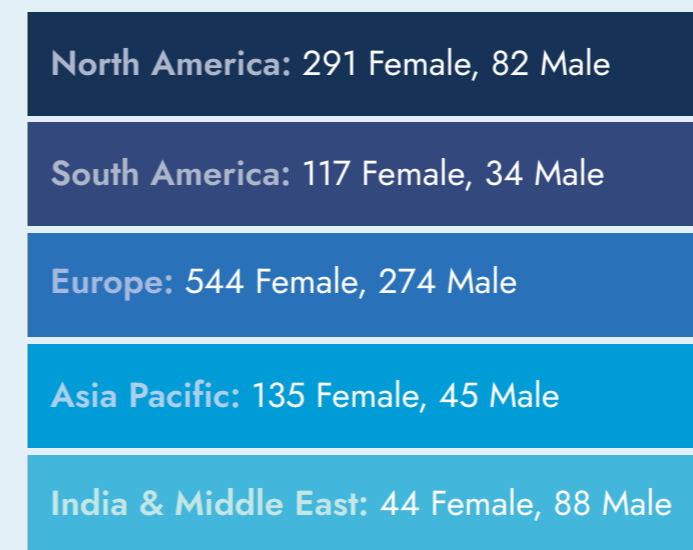 North America: 291 Female, 82 Male
South America: 117 Female, 34 Male
Europe: 544 Female, 274 Male
Asia Pacific: 135 Female, 45 Male
India & Middle East: 44 Female, 88 Male